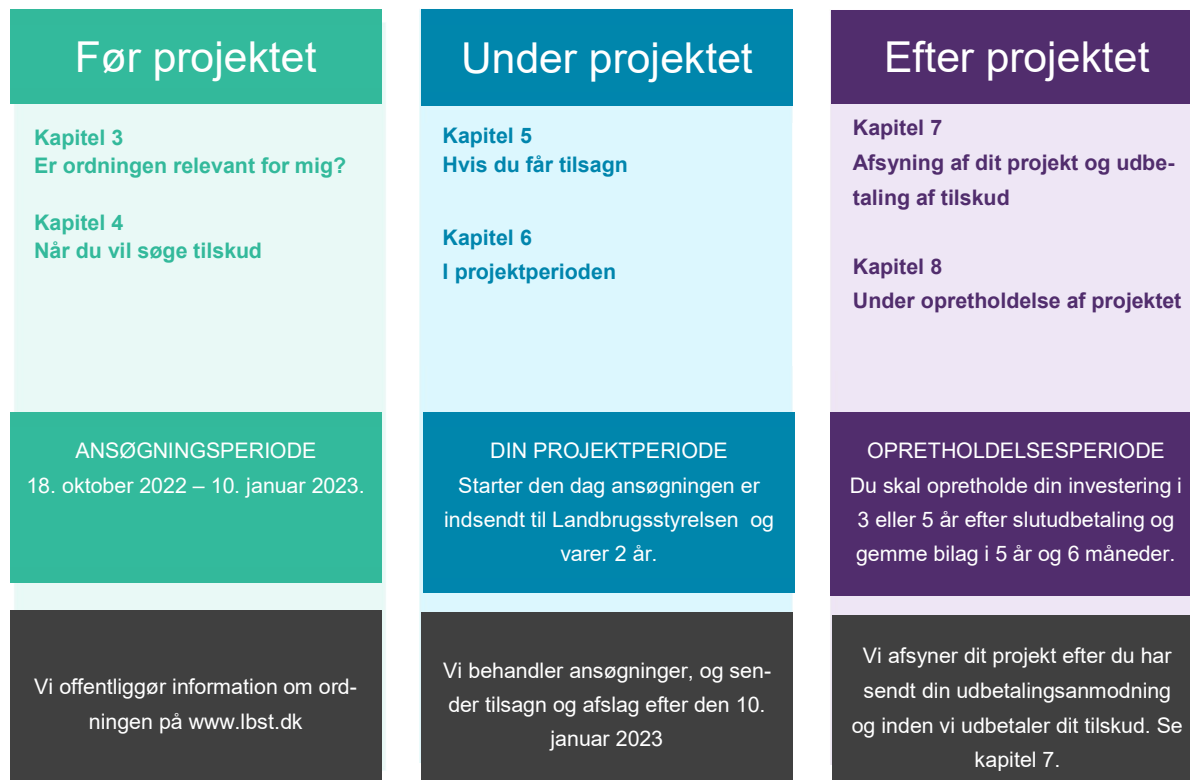 Før projektet
Kapitel 3
Er ordningen relevant for mig?
Kapitel 4
Når du vil søge tilskud
ANSØGNINGSPERIODE
18. oktober 2022 – 10. januar 2023.
Vi offentliggør information om ord-
ningen på www.lbst.dk
Under projektet
Kapitel 5
Hvis du får tilsagn
Kapitel 6
I projektperioden
DIN PROJEKTPERIODE
Starter den dag ansøgningen er
indsendt til Landbrugsstyrelsen og
varer 2 år.
Vi behandler ansøgninger, og sen-
der tilsagn og afslag efter den 10.
januar 2023
Efter projektet
Kapitel 7
Afsyning af dit projekt og udbe-
taling af tilskud
Kapitel 8
Under opretholdelse af projektet
OPRETHOLDELSESPERIODE
Du skal opretholde din investering i
3 eller 5 år efter slutudbetaling og
gemme bilag i 5 år og 6 måneder.
Vi afsyner dit projekt efter du har
sendt din udbetalingsanmodning
og inden vi udbetaler dit tilskud. Se
kapitel 7.